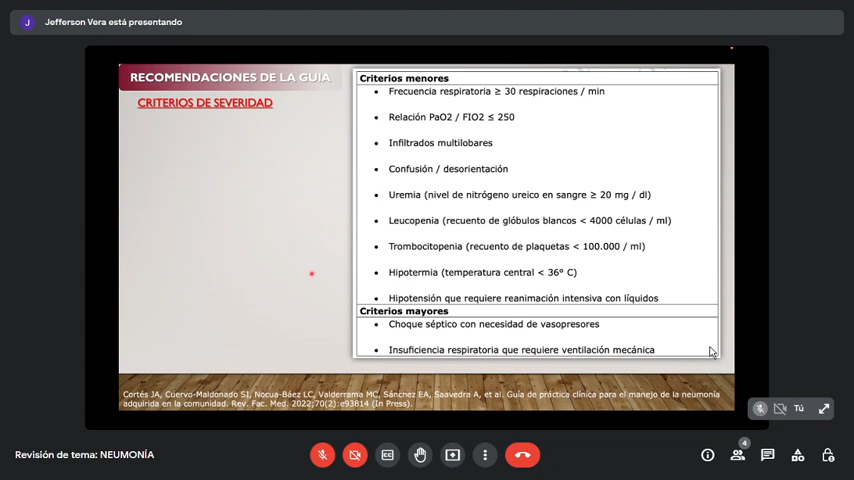 J
Jefferson Vera está presentando
RECOMENDACIONES DE LA GUIA
CRITERIOS DE SEVERIDAD
Criterios menores
• Frecuencia respiratoria ≥ 30 respiraciones / min
• Relación PaO2 / FIO2 ≤ 250
• Infiltrados multilobares
• Confusión / desorientación
• Uremia (nivel de nitrógeno ureico en sangre ≥ 20 mg / dl)
• Leucopenia (recuento de glóbulos blancos < 4000 células / ml)
• Trombocitopenia (recuento de plaquetas < 100.000 / ml)
• Hipotermia (temperatura central < 36° C)
• Hipotensión que requiere reanimación intensiva con líquidos
Criterios mayores
• Choque séptico con necesidad de vasopresores
• Insuficiencia respiratoria que requiere ventilación mecánica
Cortés JA, Cuervo-Maldonado SI, Nocua-Báez LC, Valderrama MC, Sánchez EA, Saavedra A, et al. Guía de práctica clínica para el manejo de la neumonía
adquirida en la comunidad. Rev. Fac. Med. 2022;70(2):e93814 (In Press).
Tú
Revisión de tema: NEUMONÍA
4